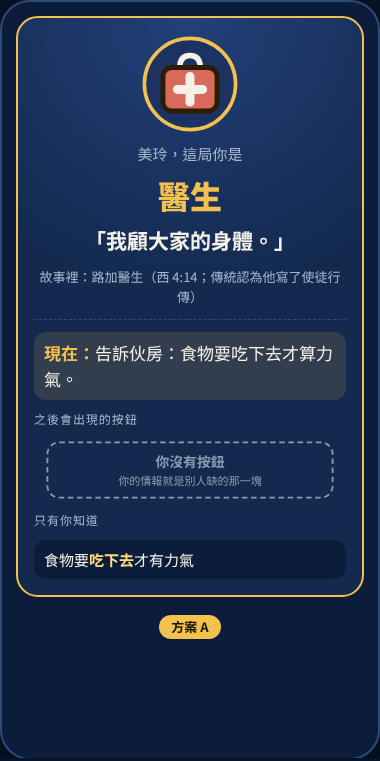 美玲，這局你是
醫生
「我顧大家的身體。」
故事裡：路加醫生（西 4:14；傳統認為他寫了使徒行
傳）
現在：告訴伙房：食物要吃下去才算力
氣。
之後會出現的按鈕
你沒有按鈕
你的情報就是別人缺的那一塊
只有你知道
食物要吃下去才有力氣
方案 A